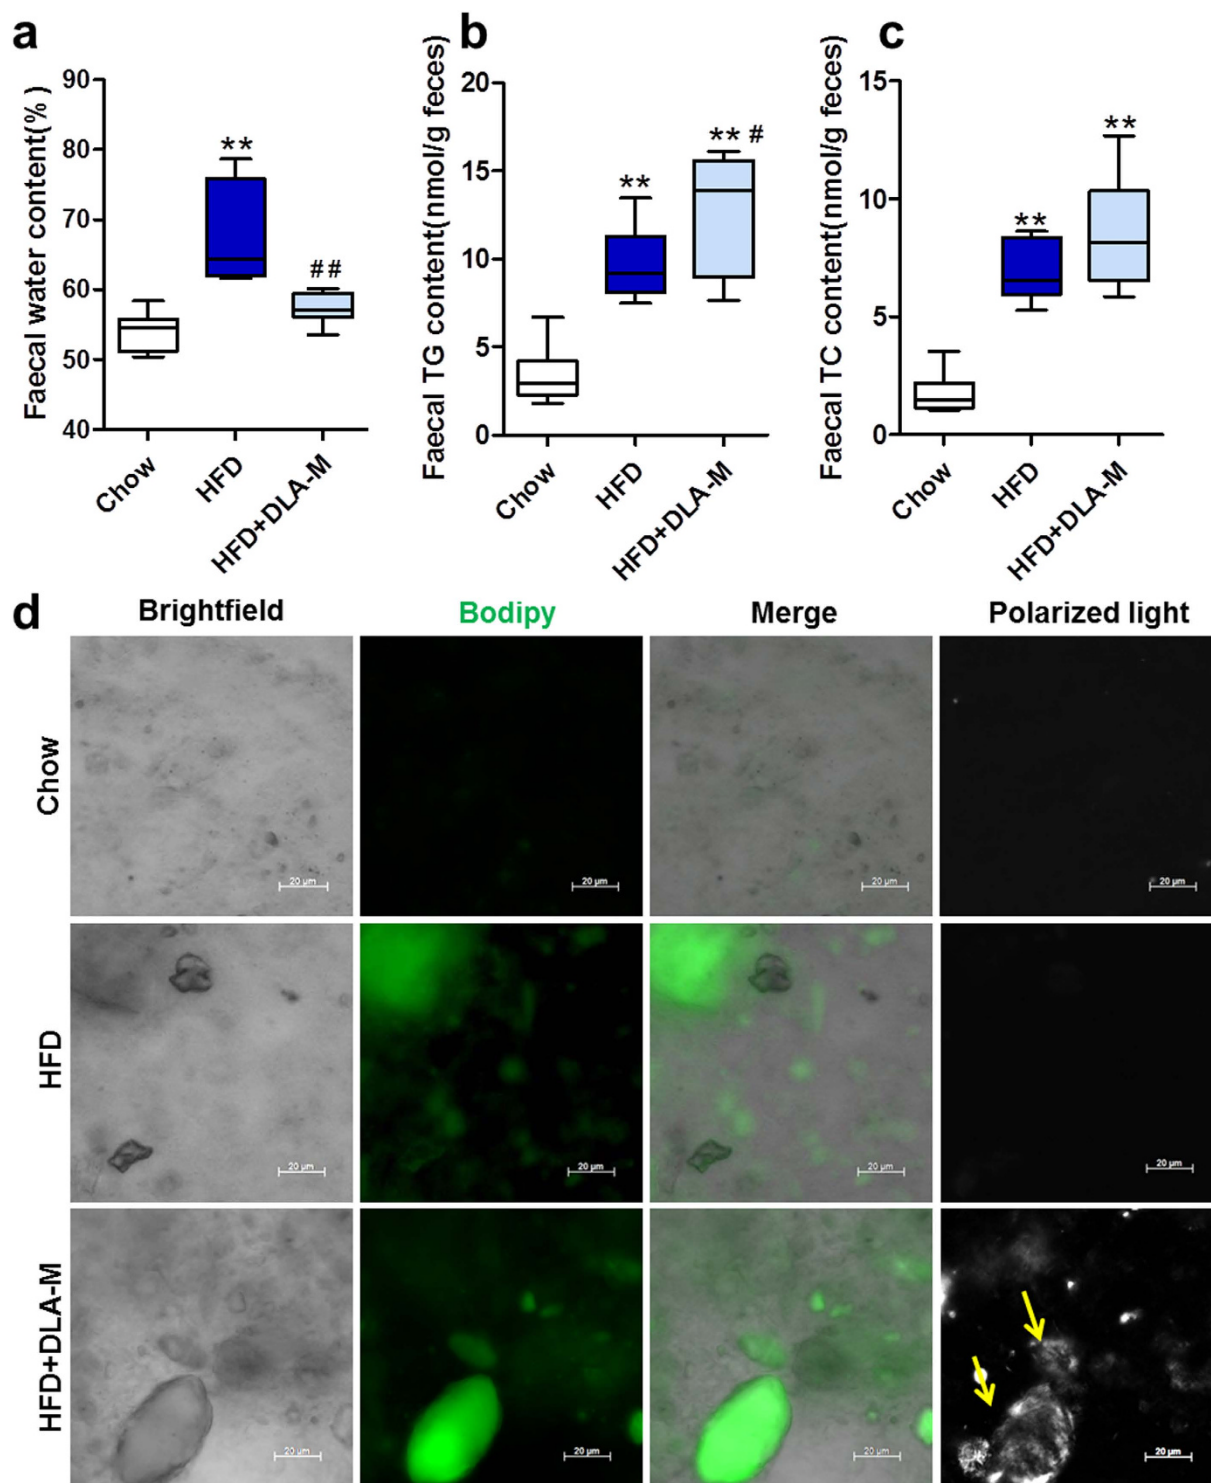 a
Faecal water content(%)
90
80
70
60
50
40
**
##
Chow
HFD
HFD+DLA-M
b
Faecal TG content(nmol/g feces)
20
15
10
5
0
**
** #
Chow
HFD
HFD+DLA-M
c
Faecal TC content(nmol/g feces)
15
10
5
0
**
**
Chow
HFD
HFD+DLA-M
d
Brightfield
Bodipy
Merge
Polarized light
Chow
20 µm
20 µm
20 µm
20 µm
HFD
20 µm
20 µm
20 µm
20 µm
HFD+DLA-M
20 µm
20 µm
20 µm
20 µm